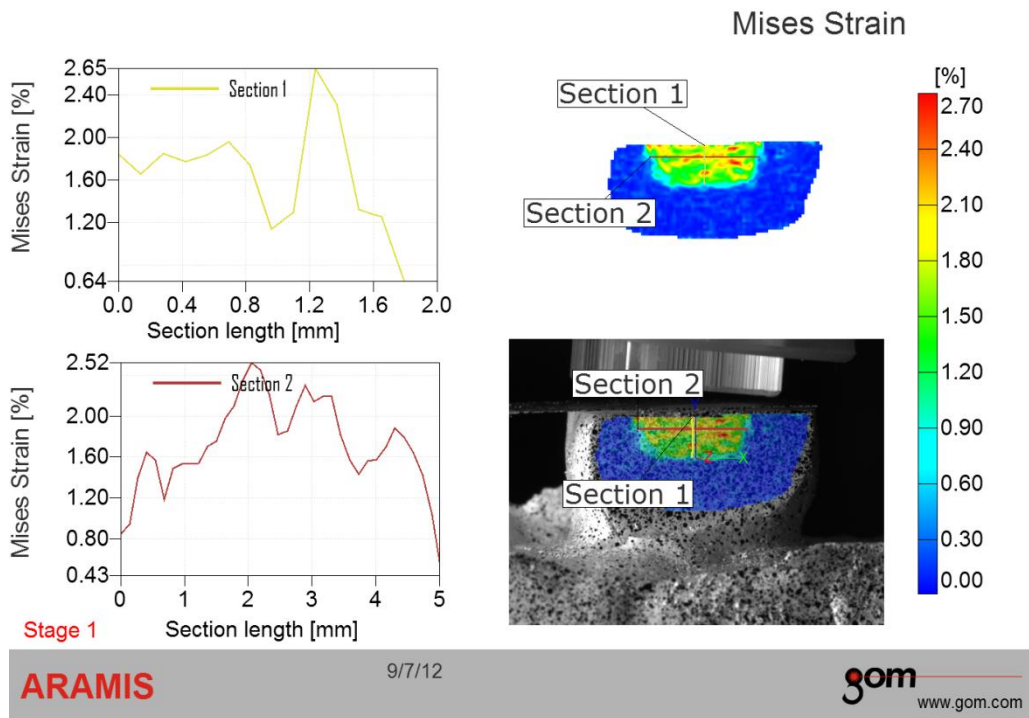 Mises Strain
Mises Strain [%]
2.65
2.40
2.00
1.60
1.20
0.64
Section 1
0.0 0.4 0.8 1.2 1.6 2.0
Section length [mm]
Section 1
Section 2
[%]
2.70
2.40
2.10
1.80
1.50
1.20
0.90
0.60
0.30
0.00
Mises Strain [%]
2.52
2.00
1.60
1.20
0.80
0.43
Section 2
0 1 2 3 4 5
Section length [mm]
Stage 1
Section 2
Z X
Section 1
ARAMIS
9/7/12
gom
www.gom.com